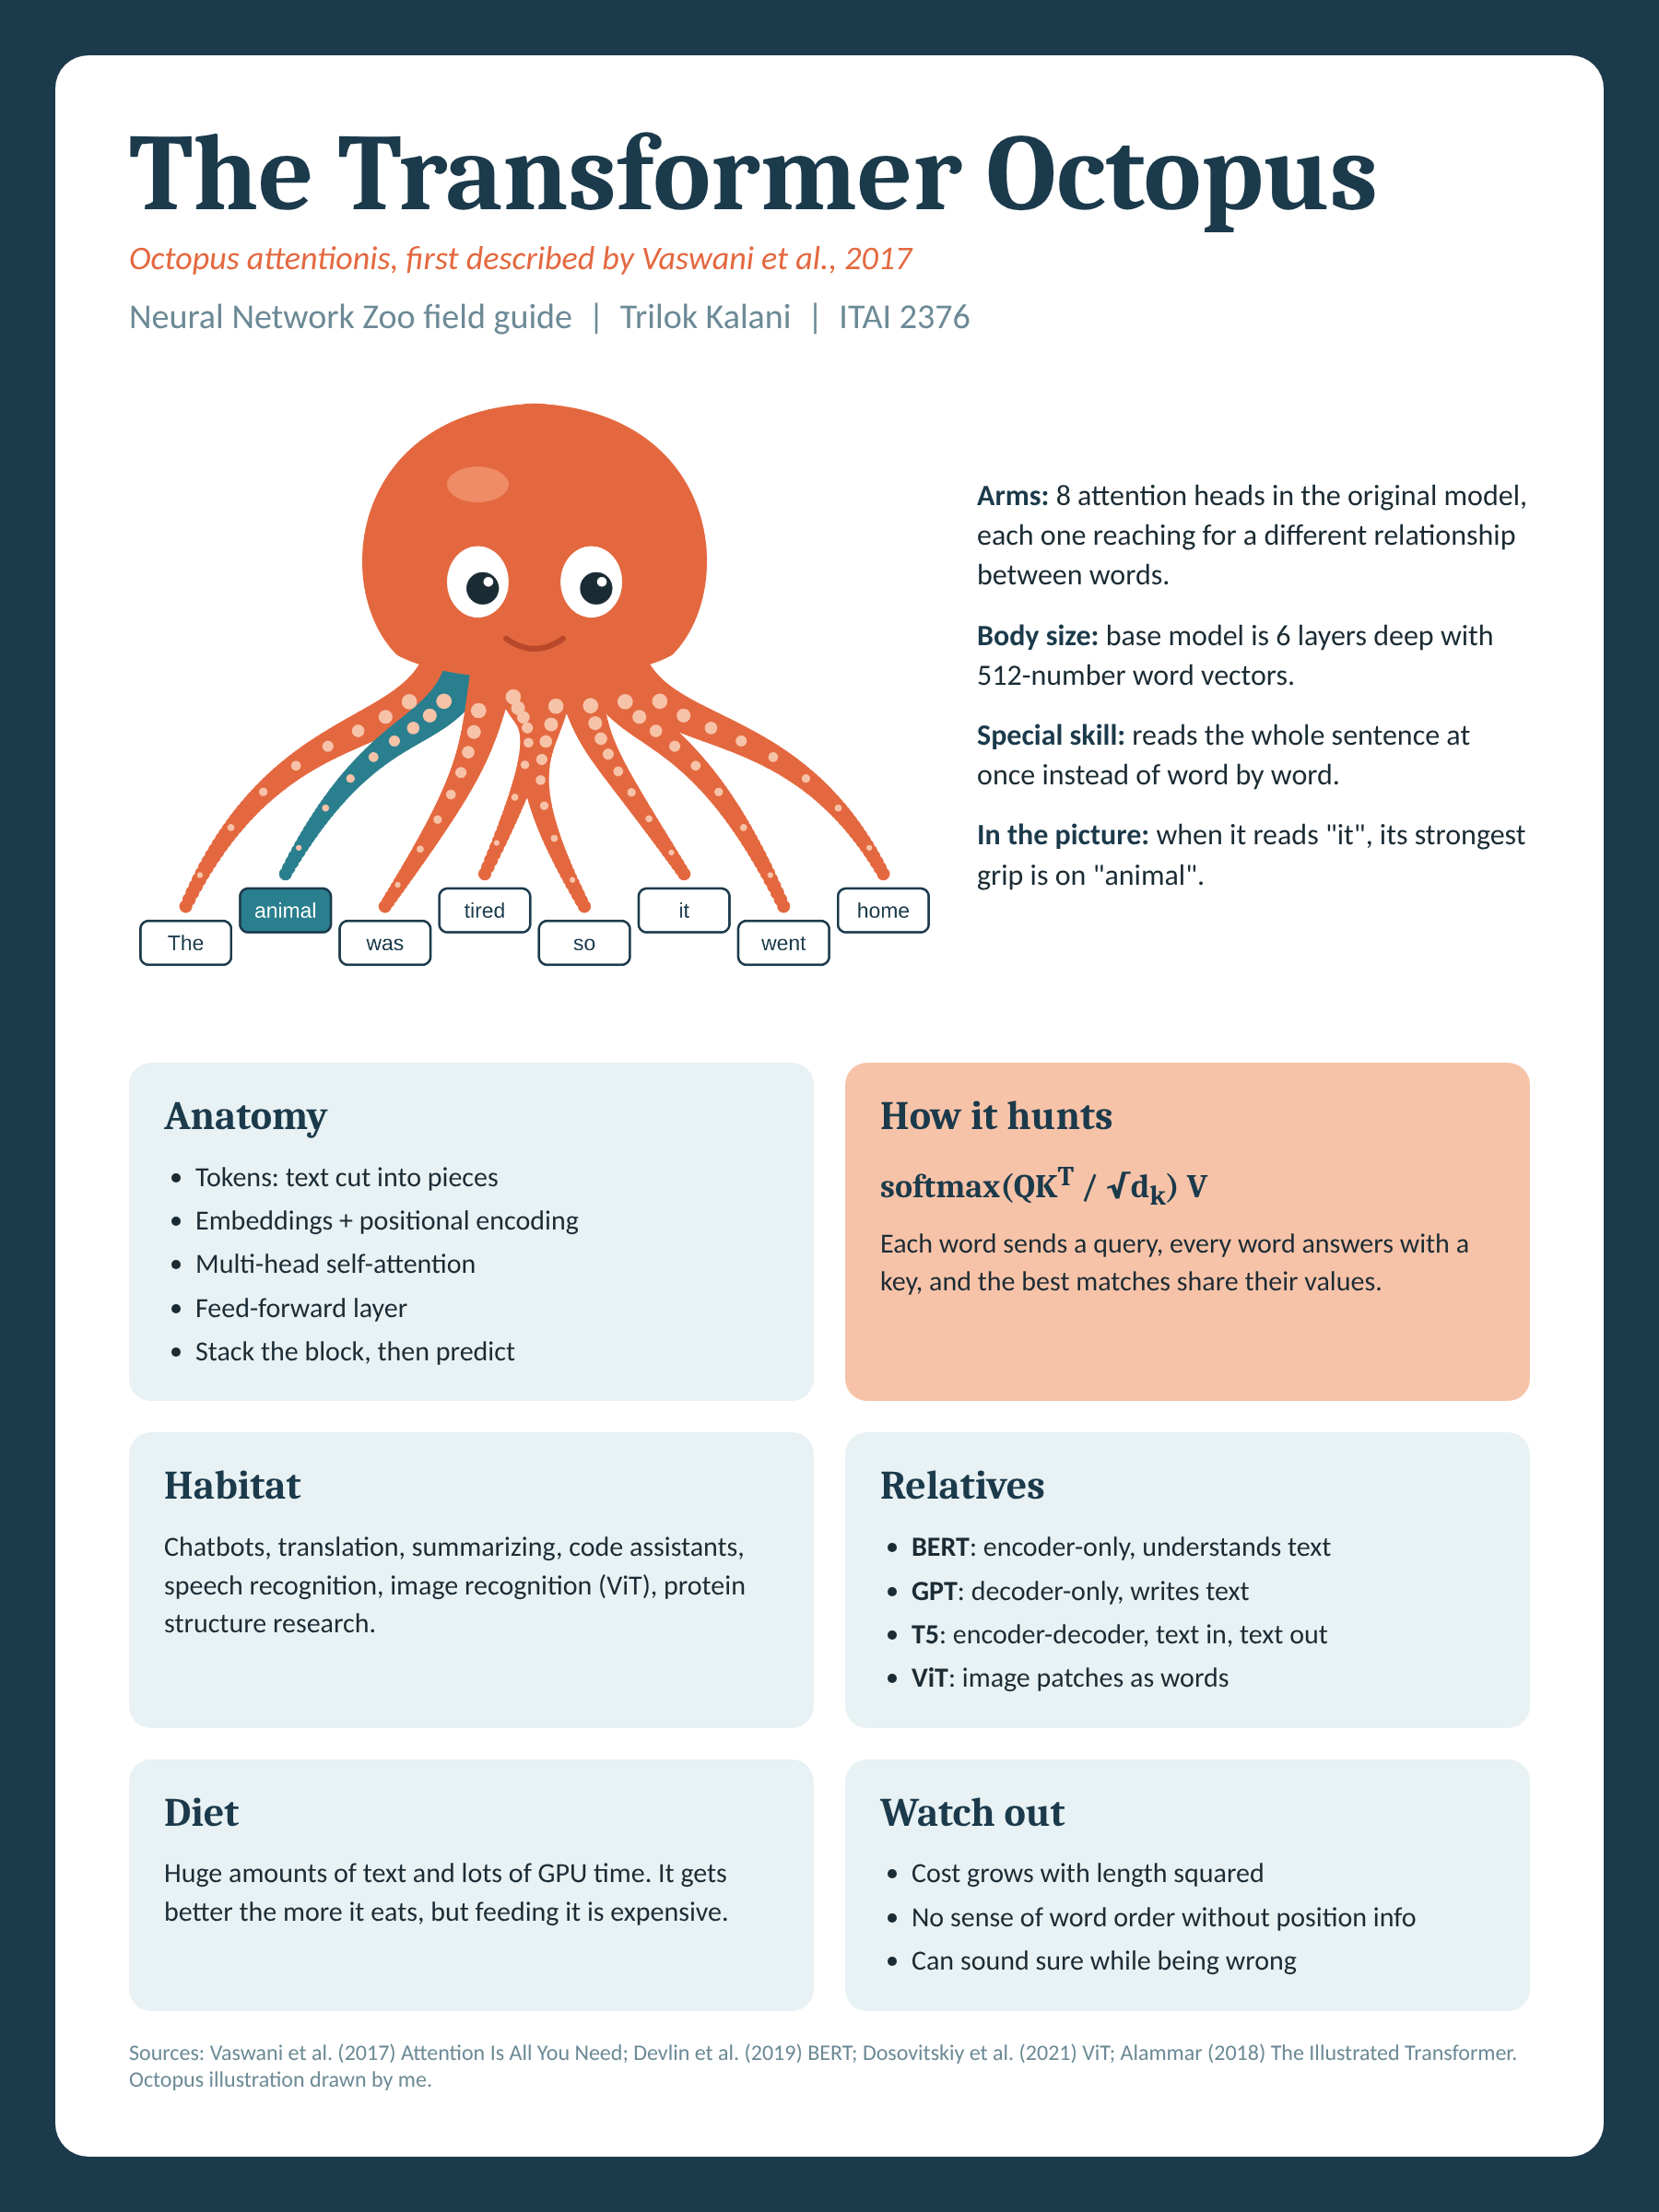 The Transformer Octopus
Octopus attentionis, first described by Vaswani et al., 2017
Neural Network Zoo field guide | Trilok Kalani | ITAI 2376
Arms: 8 attention heads in the original model,
each one reaching for a different relationship
between words.
Body size: base model is 6 layers deep with
512-number word vectors.
Special skill: reads the whole sentence at
once instead of word by word.
In the picture: when it reads "it", its strongest
grip is on "animal".
The
animal
was
tired
so
it
went
home
Anatomy
• Tokens: text cut into pieces
• Embeddings + positional encoding
• Multi-head self-attention
• Feed-forward layer
• Stack the block, then predict
How it hunts
softmax(QK^T / √d_k) V
Each word sends a query, every word answers with a
key, and the best matches share their values.
Habitat
Chatbots, translation, summarizing, code assistants,
speech recognition, image recognition (ViT), protein
structure research.
Relatives
• BERT: encoder-only, understands text
• GPT: decoder-only, writes text
• T5: encoder-decoder, text in, text out
• ViT: image patches as words
Diet
Huge amounts of text and lots of GPU time. It gets
better the more it eats, but feeding it is expensive.
Watch out
• Cost grows with length squared
• No sense of word order without position info
• Can sound sure while being wrong
Sources: Vaswani et al. (2017) Attention Is All You Need; Devlin et al. (2019) BERT; Dosovitskiy et al. (2021) ViT; Alammar (2018) The Illustrated Transformer.
Octopus illustration drawn by me.